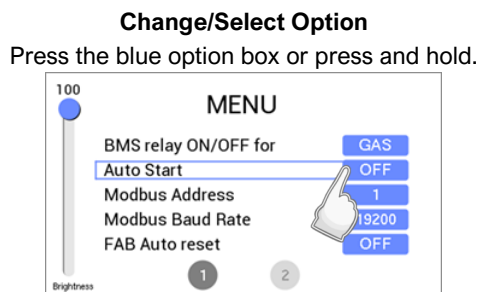 Change/Select Option
Press the blue option box or press and hold.
100
MENU
BMS relay ON/OFF for GAS
Auto Start OFF
Modbus Address 1
Modbus Baud Rate 19200
FAB Auto reset OFF
1 2
Brightness